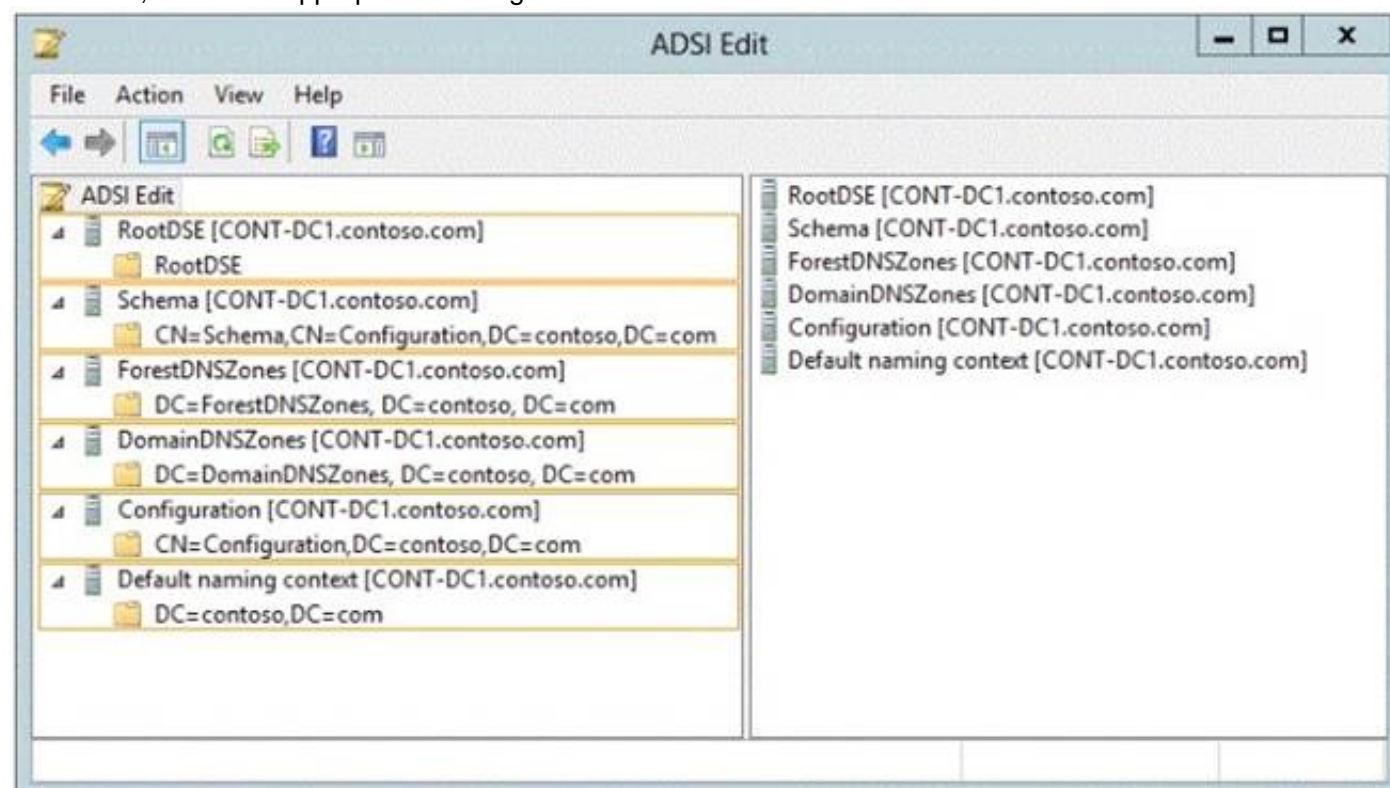 ADSI Edit
File Action View Help
ADSI Edit
RootDSE [CONT-DC1.contoso.com]
RootDSE
Schema [CONT-DC1.contoso.com]
CN=Schema,CN=Configuration,DC=contoso,DC=com
ForestDNSZones [CONT-DC1.contoso.com]
DC=ForestDNSZones, DC=contoso, DC=com
DomainDNSZones [CONT-DC1.contoso.com]
DC=DomainDNSZones, DC=contoso, DC=com
Configuration [CONT-DC1.contoso.com]
CN=Configuration,DC=contoso,DC=com
Default naming context [CONT-DC1.contoso.com]
DC=contoso,DC=com
RootDSE [CONT-DC1.contoso.com]
Schema [CONT-DC1.contoso.com]
ForestDNSZones [CONT-DC1.contoso.com]
DomainDNSZones [CONT-DC1.contoso.com]
Configuration [CONT-DC1.contoso.com]
Default naming context [CONT-DC1.contoso.com]